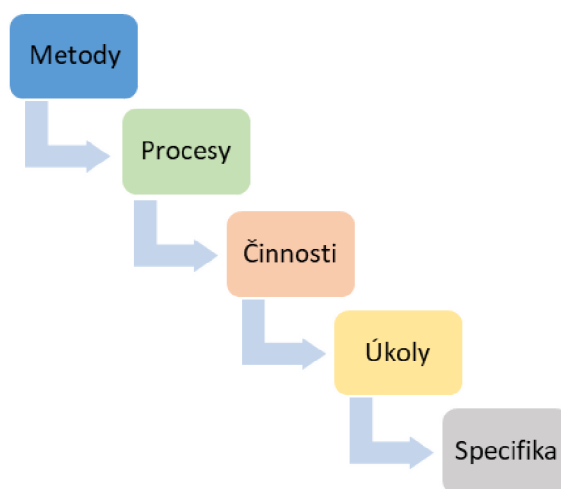 Metody
Procesy
Činnosti
Úkoly
Specifika